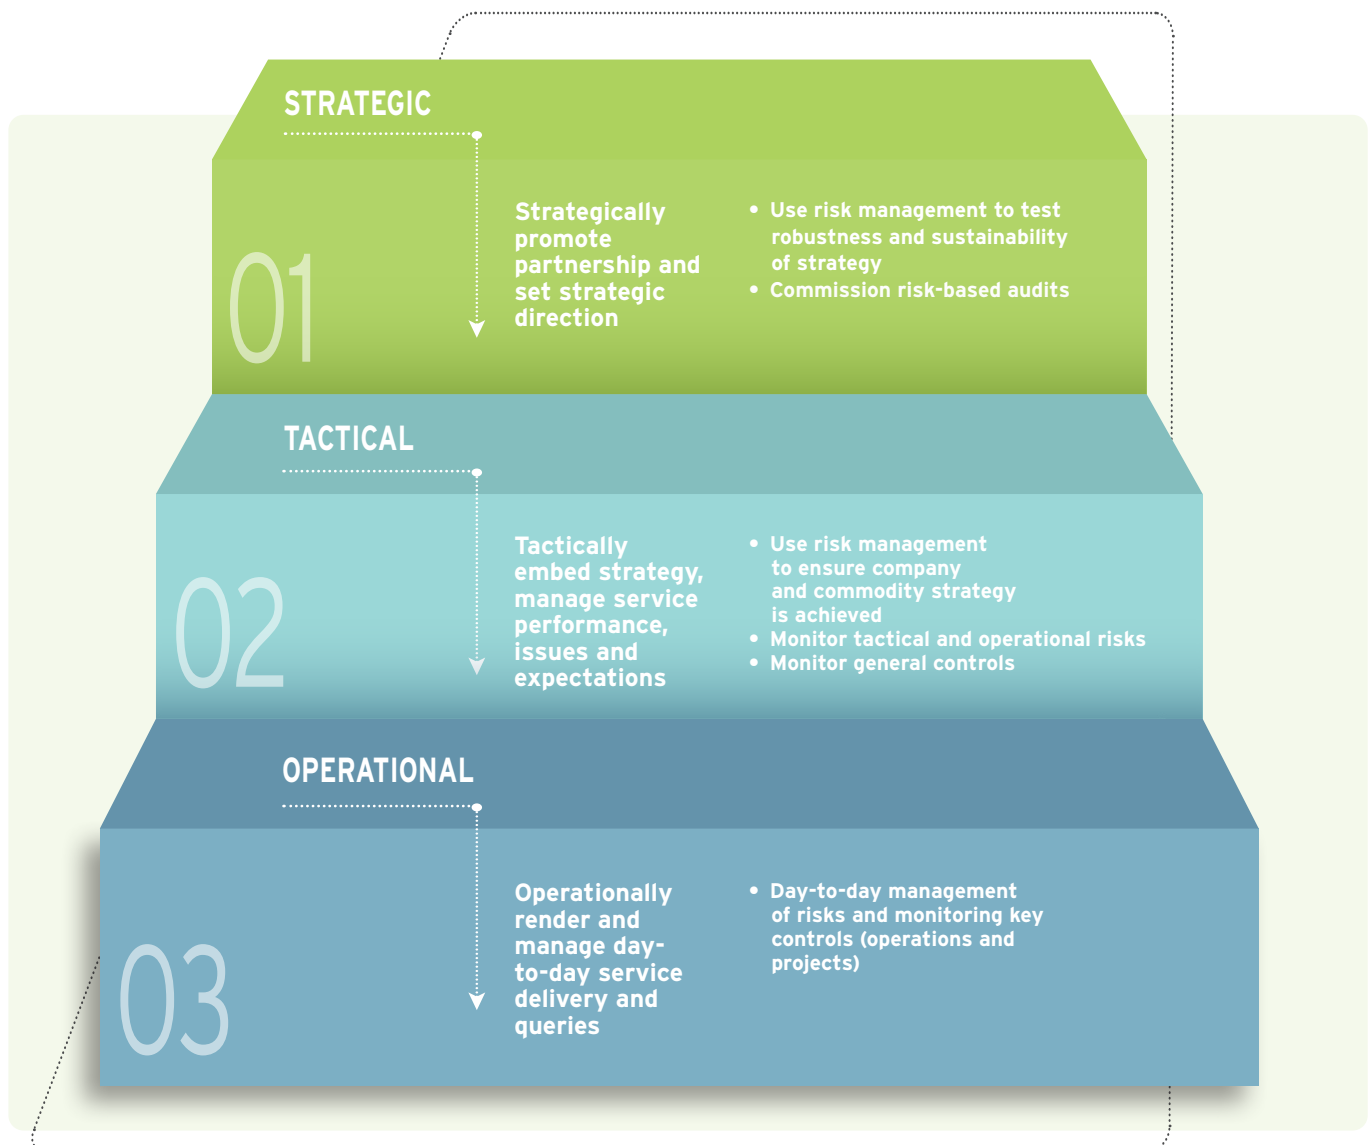 STRATEGIC
01
Strategically
promote
partnership and
set strategic
direction
• Use risk management to test
robustness and sustainability
of strategy
• Commission risk-based audits
TACTICAL
02
Tactically
embed strategy,
manage service
performance,
issues and
expectations
• Use risk management
to ensure company
and commodity strategy
is achieved
• Monitor tactical and operational risks
• Monitor general controls
OPERATIONAL
03
Operationally
render and
manage day-
to-day service
delivery and
queries
• Day-to-day management
of risks and monitoring key
controls (operations and
projects)